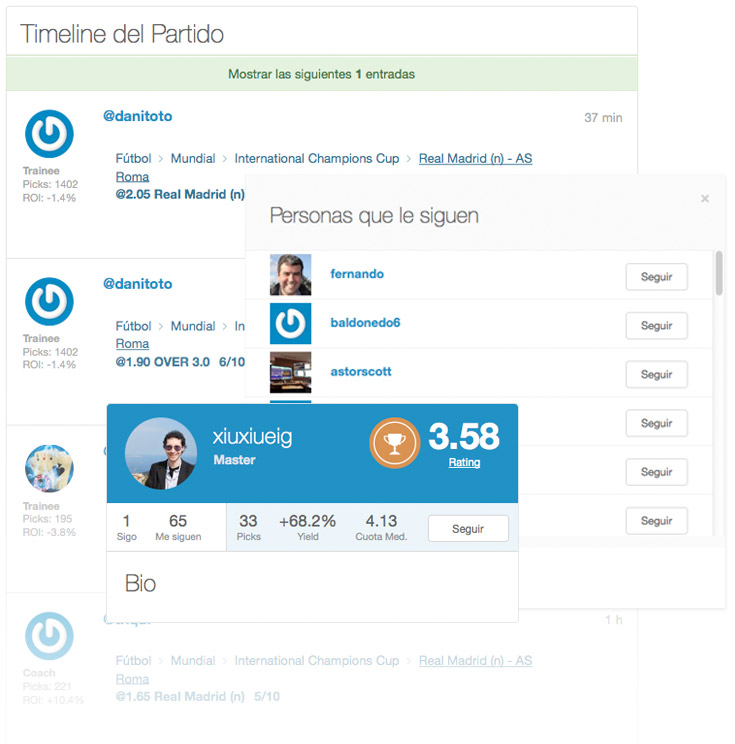 Timeline del Partido
Mostrar las siguientes 1 entradas
@danitoto
37 min
Fútbol > Mundial > International Champions Cup > Real Madrid (n) - AS
Roma
@2.05 Real Madrid (n)
Trainee
Picks: 1402
ROI: -1.4%
Personas que le siguen
×
fernando
Seguir
baldonedo6
Seguir
astorscott
Seguir
Seguir
Seguir
Seguir
@danitoto
Fútbol > Mundial > In
Roma
@1.90 OVER 3.0 6/10
Trainee
Picks: 1402
ROI: -1.4%
xiuxiueig
Master
3.58
Rating
1
Sigo
65
Me siguen
33
Picks
+68.2%
Yield
4.13
Cuota Med.
Seguir
Bio
Trainee
Picks: 195
ROI: -3.8%
1 h
Fútbol > Mundial > International Champions Cup > Real Madrid (n) - AS
Roma
@1.65 Real Madrid (n) 5/10
Coach
Picks: 221
ROI: +10.4%